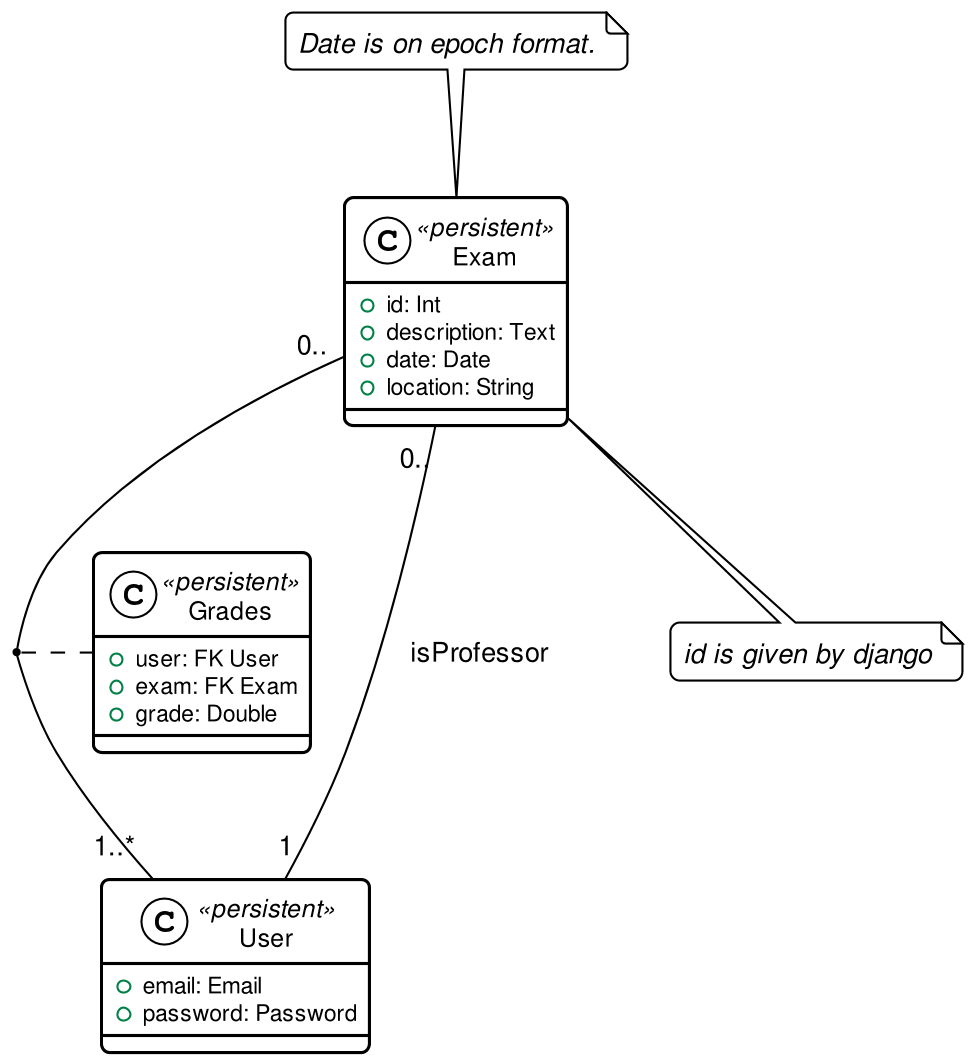 Date is on epoch format.
C
«persistent»
Exam
id: Int
description: Text
date: Date
location: String
0..
0..
C
«persistent»
Grades
user: FK User
exam: FK Exam
grade: Double
isProfessor
id is given by django
1..*
1
C
«persistent»
User
email: Email
password: Password